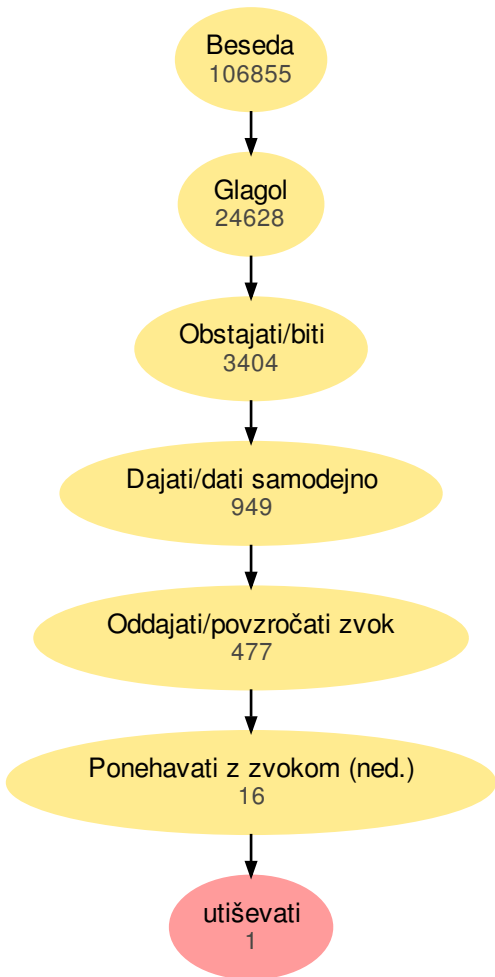 Beseda
106855
Glagol
24628
Obstajati/biti
3404
Dajati/dati samodejno
949
Oddajati/povzročati zvok
477
Ponehavati z zvokom (ned.)
16
utiševati
1